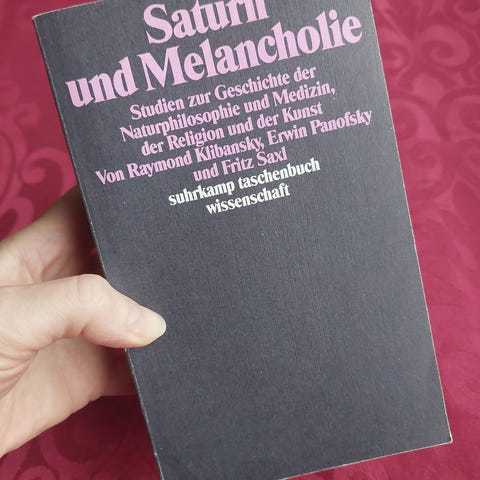 Saturn
und Melancholie
Studien zur Geschichte der
Naturphilosophie und Medizin,
der Religion und der Kunst
Von Raymond Klibansky, Erwin Panofsky
und Fritz Saxl
suhrkamp taschenbuch
wissenschaft